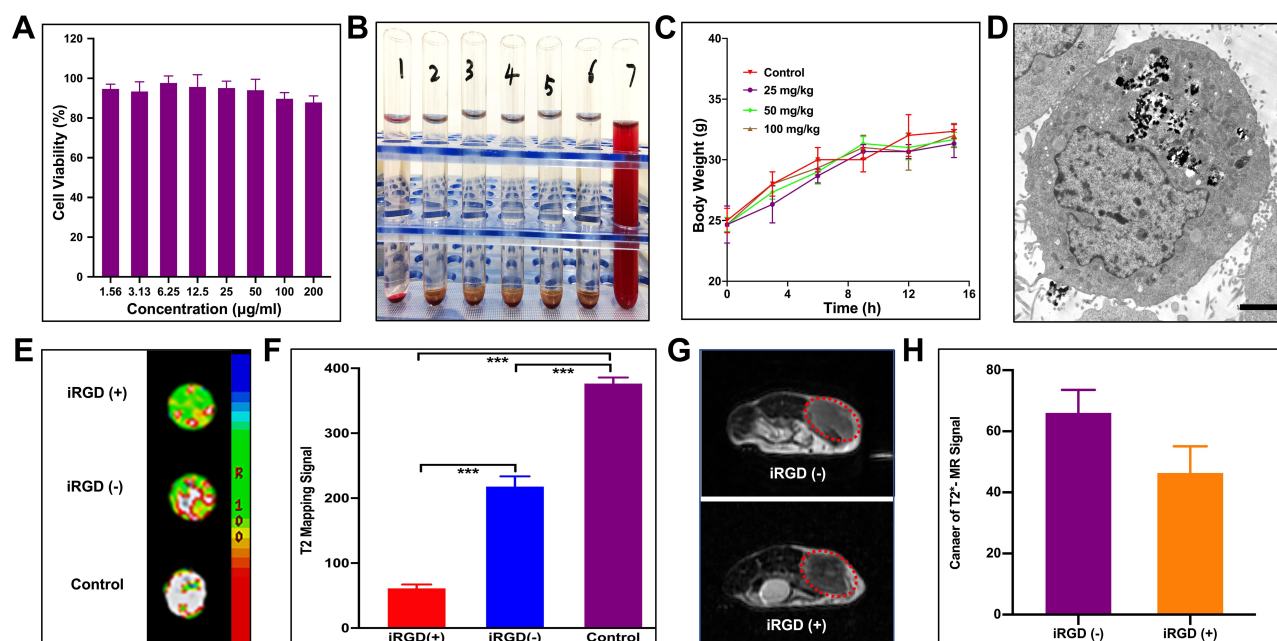 A
120
100
80
60
40
20
0
Cell Viability (%)
1.56 3.13 6.25 12.5 25 50 100 200
Concentration (μg/ml)
B
1 2 3 4 5 6 7
C
40
35
30
25
20
Body Weight (g)
Control
25 mg/kg
50 mg/kg
100 mg/kg
0 4 8 12 16
Time (h)
D
E
iRGD (+)
iRGD (-)
Control
R
100
F
400
300
200
100
0
T2 Mapping Signal
***
***
***
iRGD(+) iRGD(-) Control
G
iRGD (-)
iRGD (+)
H
80
60
40
20
0
Canaer of T2*- MR Signal
iRGD (-) iRGD (+)